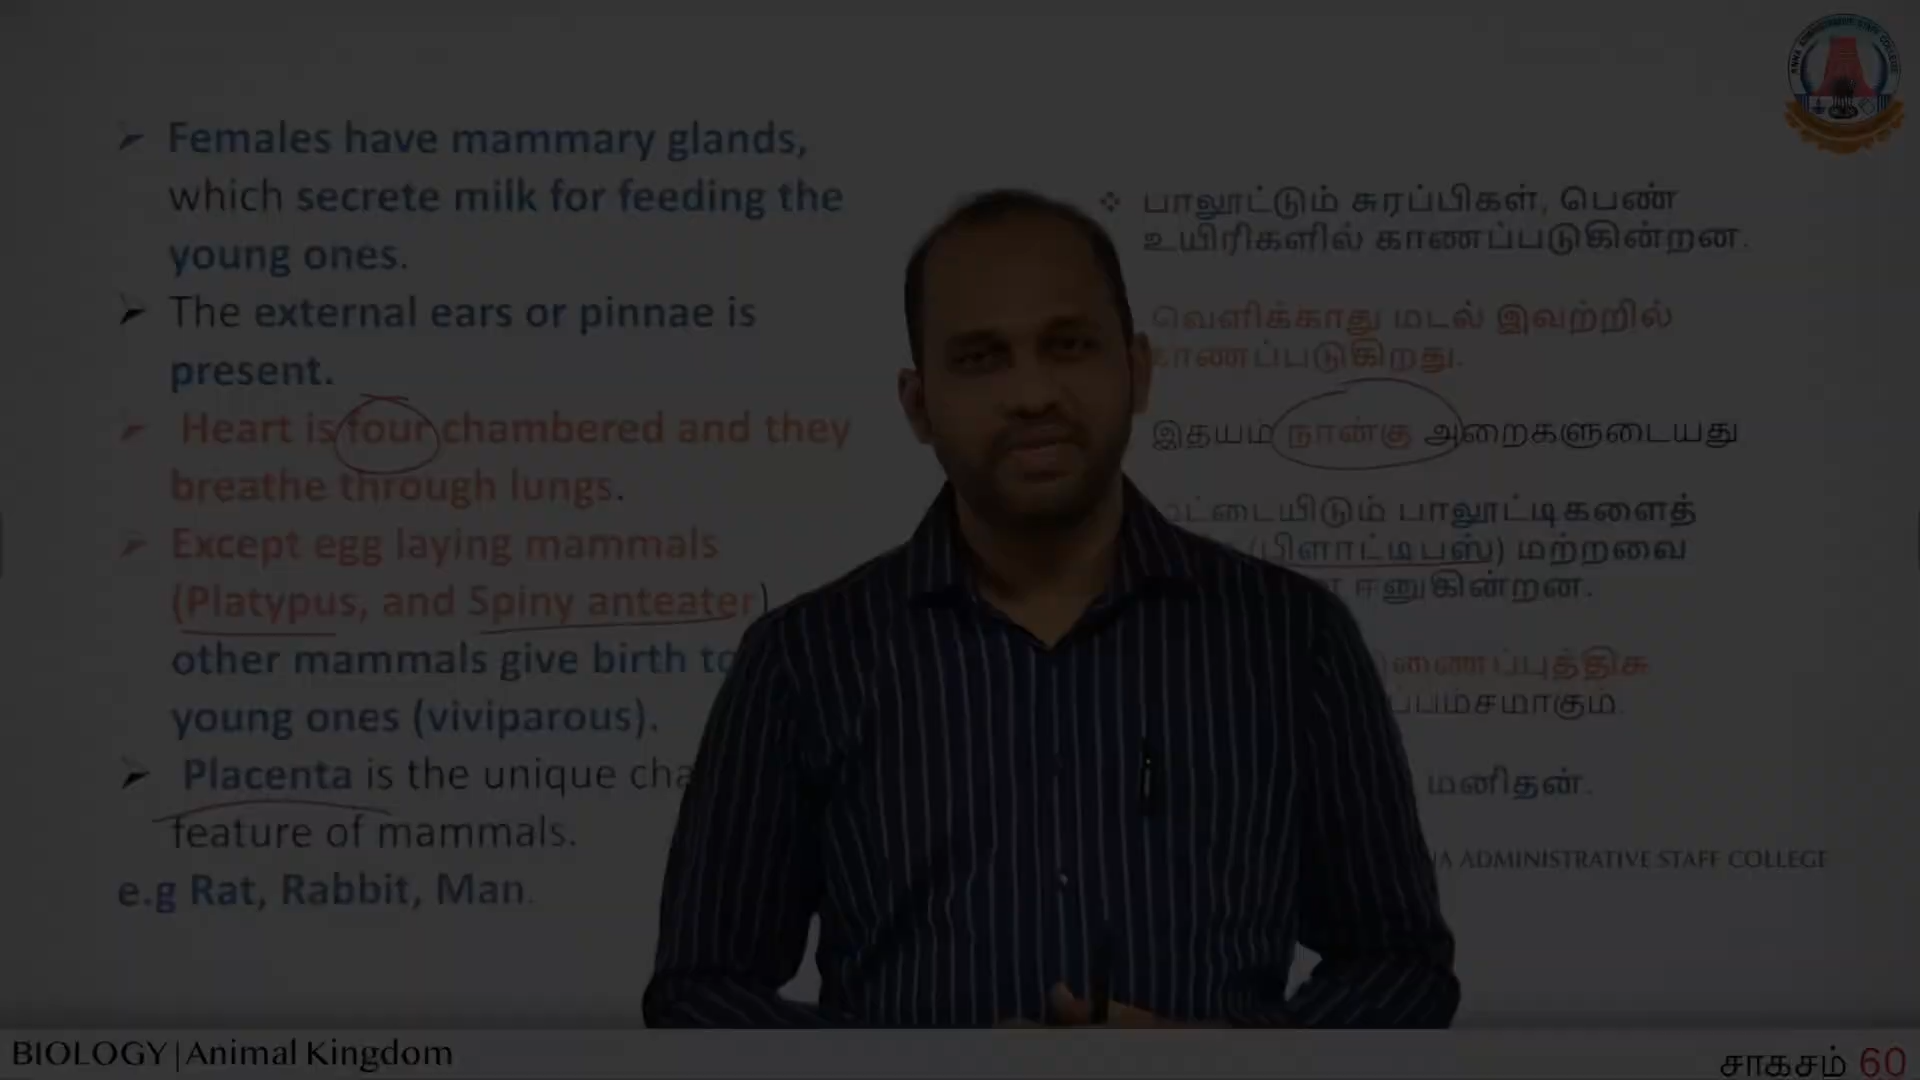 ANNA ADMINISTRATIVE STAFF COLLEGE
Females have mammary glands,
which secrete milk for feeding the
young ones.
The external ears or pinnae is
present.
Heart is four chambered and they
breathe through lungs.
Except egg laying mammals
(Platypus, and Spiny anteater)
other mammals give birth to
young ones (viviparous).
Placenta is the unique
feature of mammals.
e.g Rat, Rabbit, Man.
பாலூட்டும் சுரப்பிகள், பெண்
உயிரிகளில் காணப்படுகின்றன.
வெளிக்காது மடல் இவற்றில்
காணப்படுகிறது.
இதயம் நான்கு அறைகளுடையது
பாலூட்டிகளைத்
(பிளாட்டிபஸ்) மற்றவை
ஈனுகின்றன.
மனிதன்.
ADMINISTRATIVE STAFF COLLEGE
BIOLOGY|Animal Kingdom
சாகசம் 60